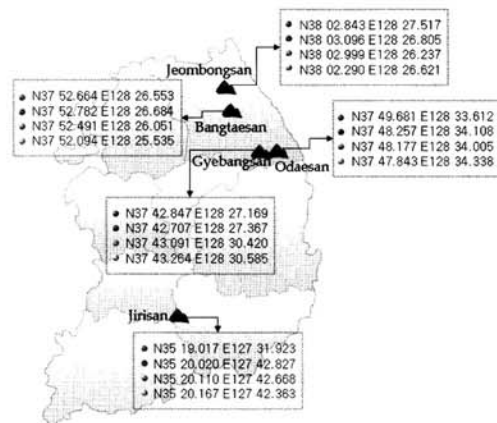 N38 02.843 E128 27.517
N38 03.096 E128 26.805
N38 02.999 E128 26.237
N38 02.290 E128 26.621
Jeombongsan
N37 52.664 E128 26.553
N37 52.782 E128 26.684
N37 52.491 E128 26.051
N37 52.094 E128 25.535
Bangtaesan
N37 49.681 E128 33.612
N37 48.257 E128 34.108
N37 48.177 E128 34.005
N37 47.843 E128 34.338
Gyebangsan
Odaesan
N37 42.847 E128 27.169
N37 42.707 E128 27.367
N37 43.091 E128 30.420
N37 43.264 E128 30.585
Jirisan
N35 19.017 E127 31.923
N35 20.020 E127 42.827
N35 20.110 E127 42.668
N35 20.167 E127 42.363